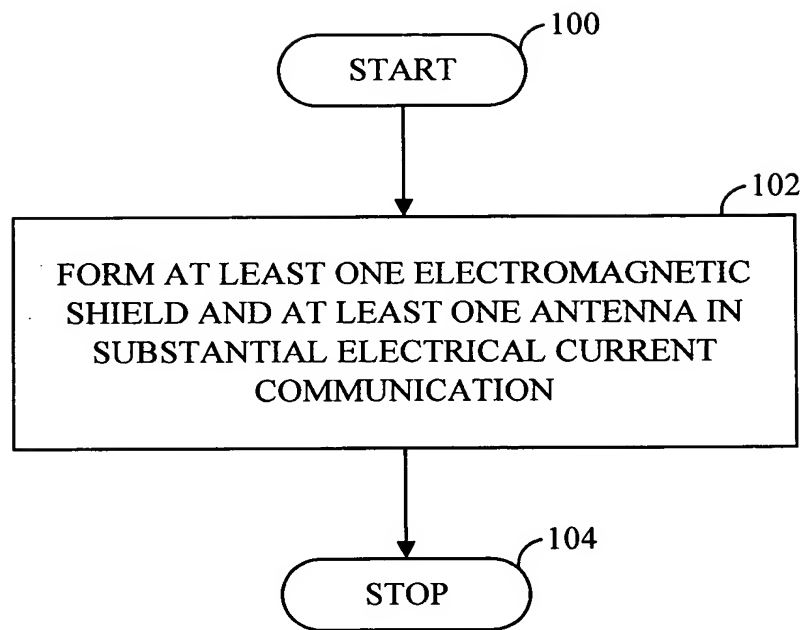 100
START
102
FORM AT LEAST ONE ELECTROMAGNETIC
SHIELD AND AT LEAST ONE ANTENNA IN
SUBSTANTIAL ELECTRICAL CURRENT
COMMUNICATION
104
STOP